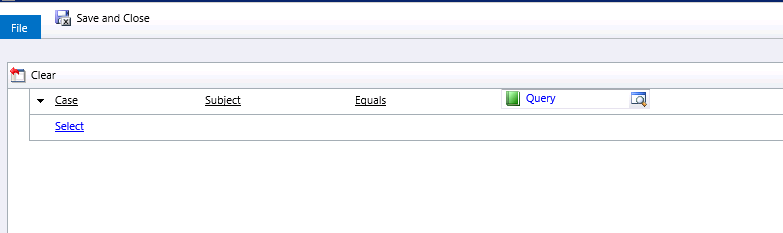 Save and Close
File
Clear
Case Subject Equals Query
Select